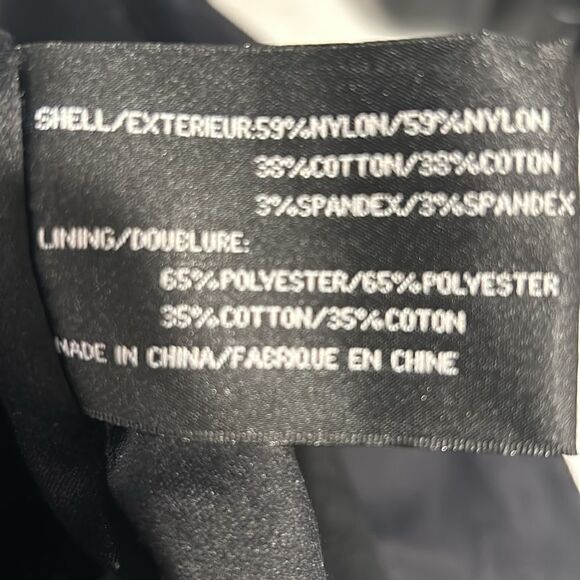 SHELL/EXTERIEUR:59%NYLON/59%NYLON
38%COTTON/38%COTON
3%SPANDEX/3%SPANDEX
LINING/DOUBLURE:
65%POLYESTER/65%POLYESTER
35%COTTON/35%COTON
MADE IN CHINA/FABRIQUE EN CHINE